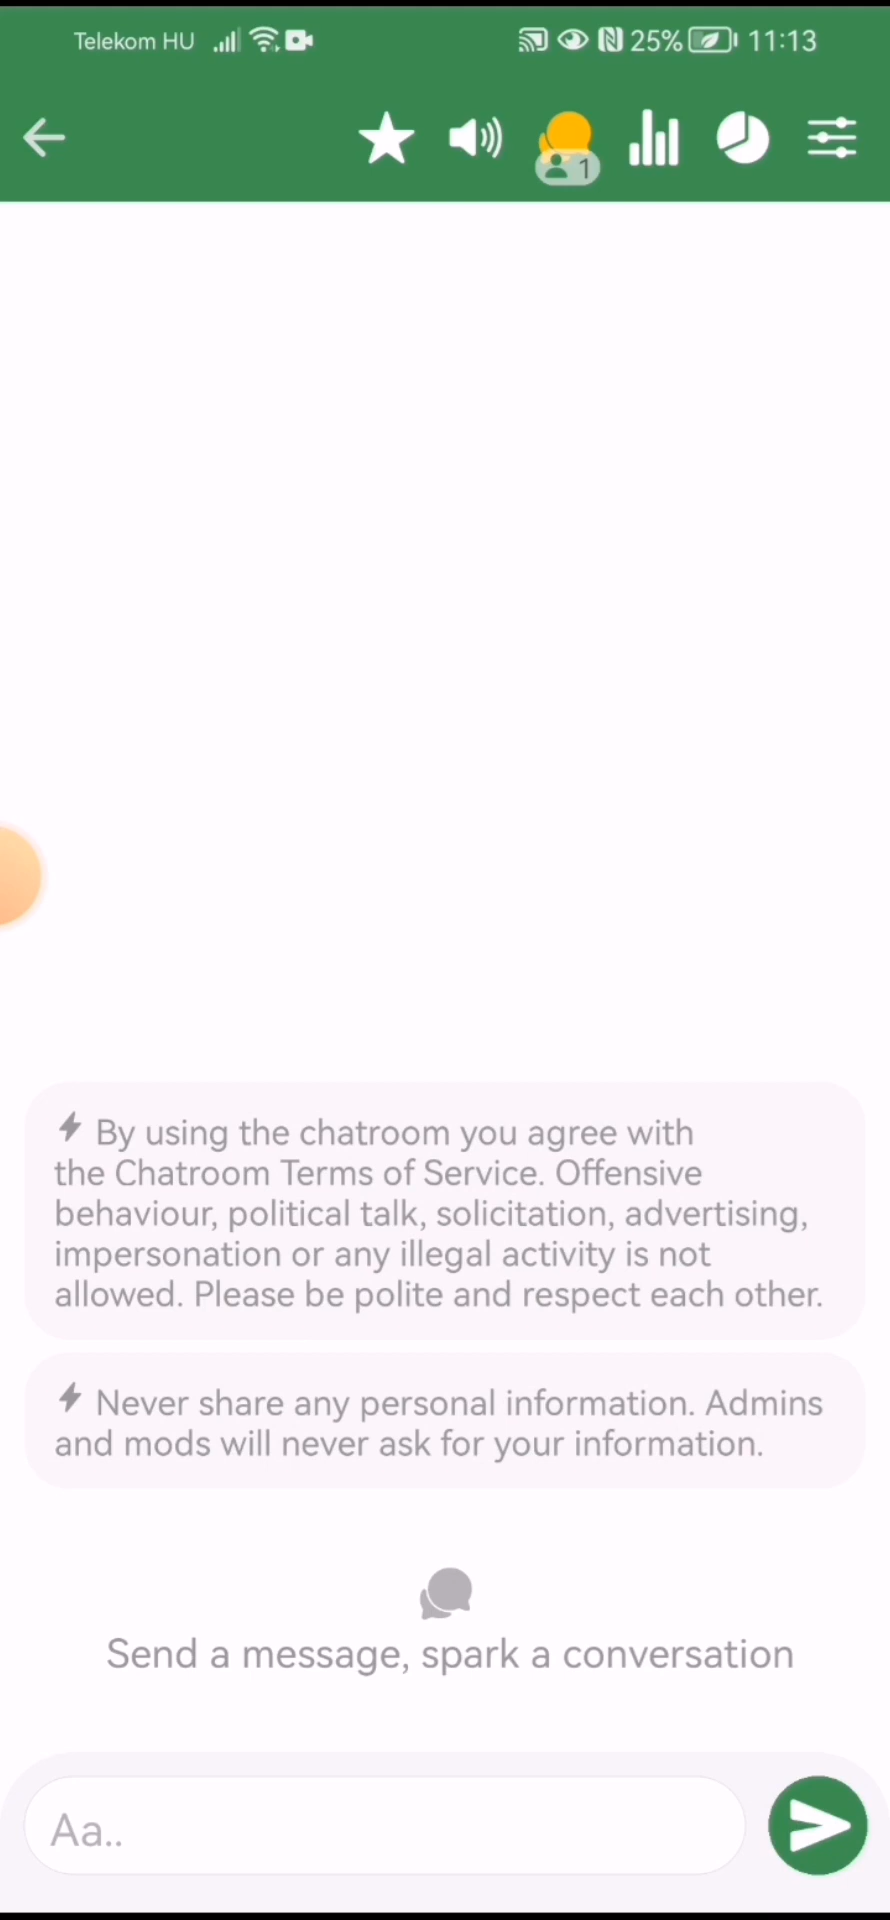 Telekom HU 25% 11:13
1
By using the chatroom you agree with
the Chatroom Terms of Service. Offensive
behaviour, political talk, solicitation, advertising,
impersonation or any illegal activity is not
allowed. Please be polite and respect each other.
Never share any personal information. Admins
and mods will never ask for your information.
Send a message, spark a conversation
Aa..